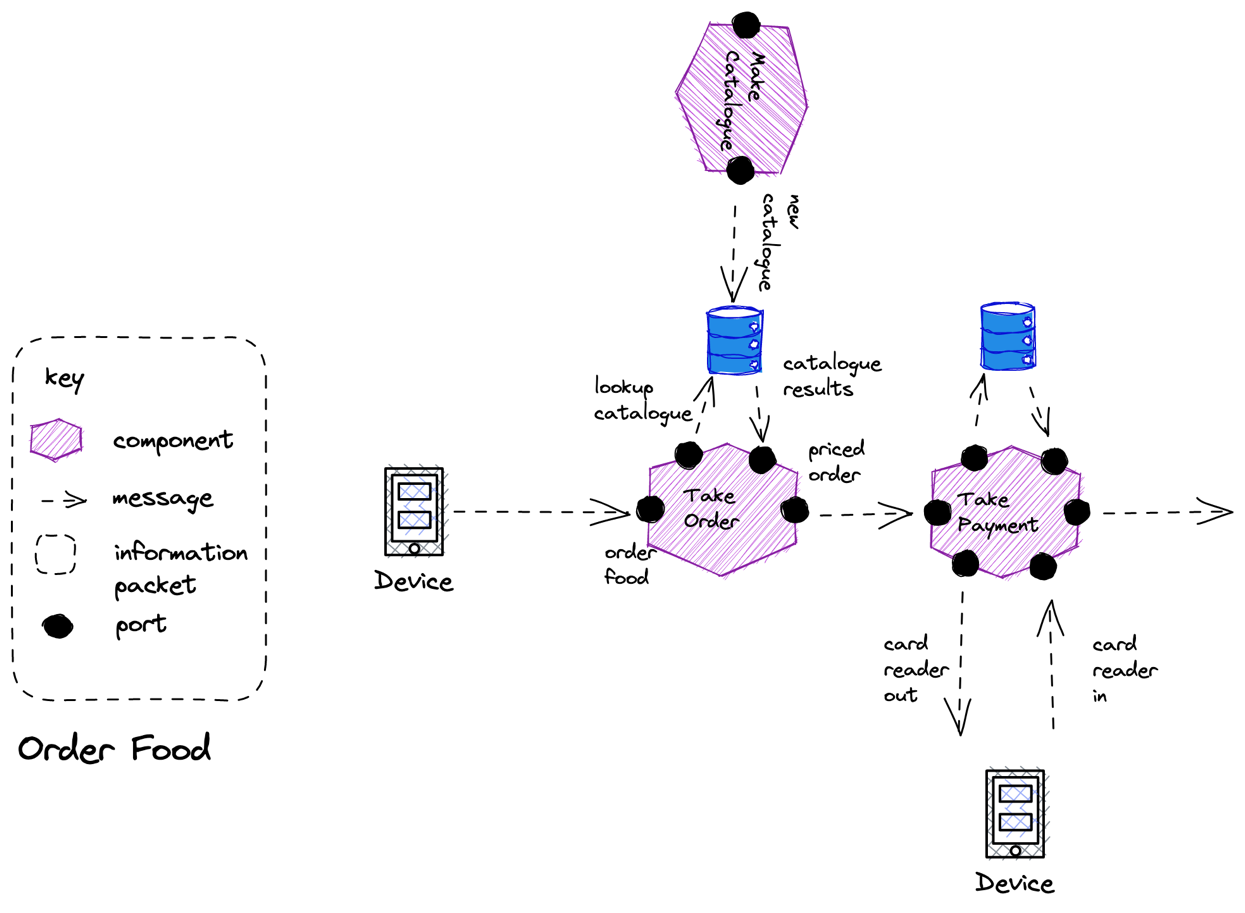 Make
Catalogue
new
catalogue
key
component
message
information
packet
port
Order Food
Device
lookup
catalogue
catalogue
results
priced
order
Take
Order
order
food
Take
Payment
card
reader
out
card
reader
in
Device